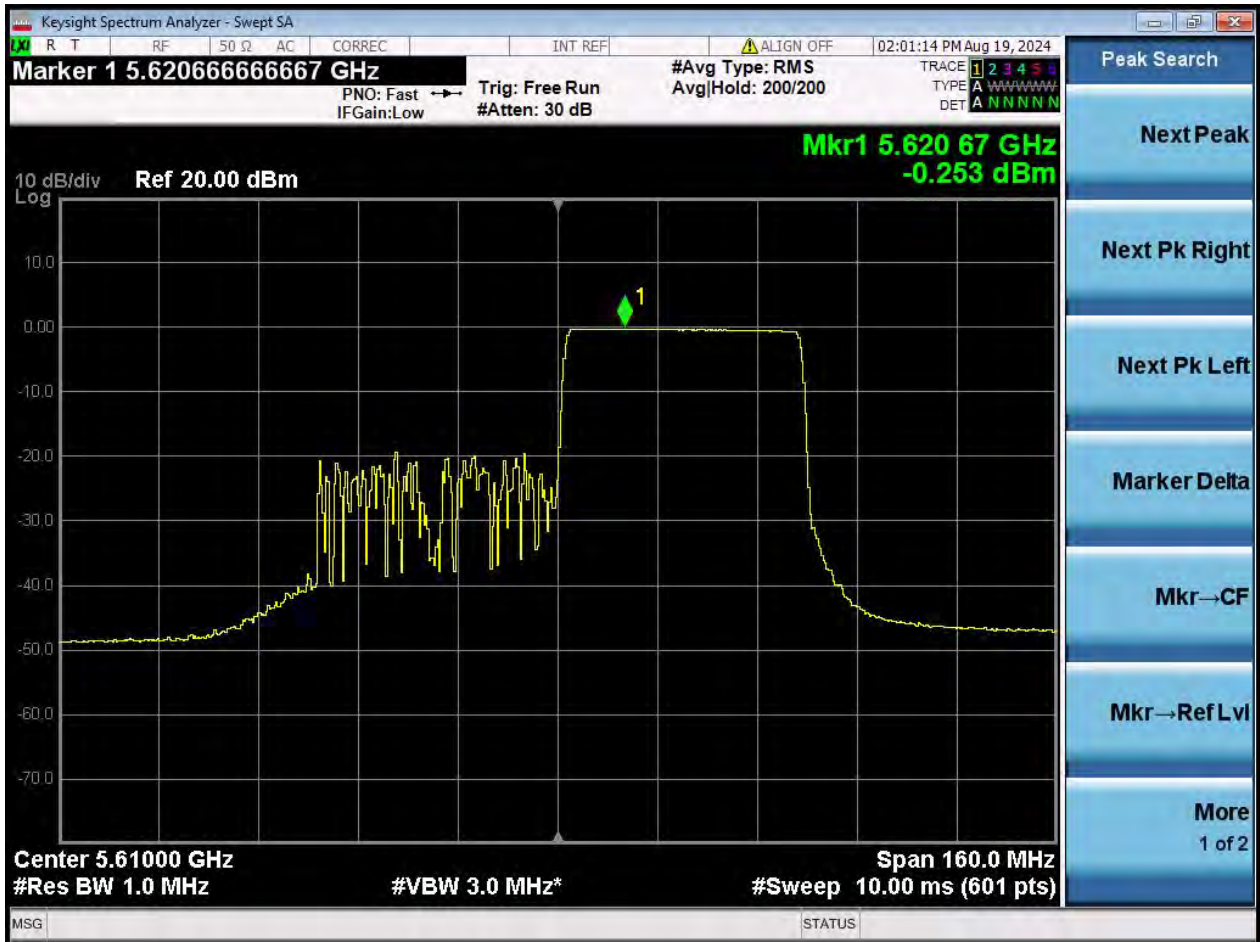 Keysight Spectrum Analyzer - Swept SA
LXI R T RF 50 Ω AC CORREC INT REF ALIGN OFF 02:01:14 PM Aug 19, 2024
Marker 1 5.620666666667 GHz
PNO: Fast
IFGain:Low
Trig: Free Run
#Atten: 30 dB
#Avg Type: RMS
Avg|Hold: 200/200
TRACE 1 2 3 4 5 6
TYPE A WWWWW
DET A N N N N N
Mkr1 5.620 67 GHz
-0.253 dBm
10 dB/div Ref 20.00 dBm
Log
10.0
1
0.00
-10.0
-20.0
-30.0
-40.0
-50.0
-60.0
-70.0
Center 5.61000 GHz Span 160.0 MHz
#Res BW 1.0 MHz #VBW 3.0 MHz* #Sweep 10.00 ms (601 pts)
MSG STATUS
Peak Search
Next Peak
Next Pk Right
Next Pk Left
Marker Delta
Mkr→CF
Mkr→Ref Lvl
More
1 of 2